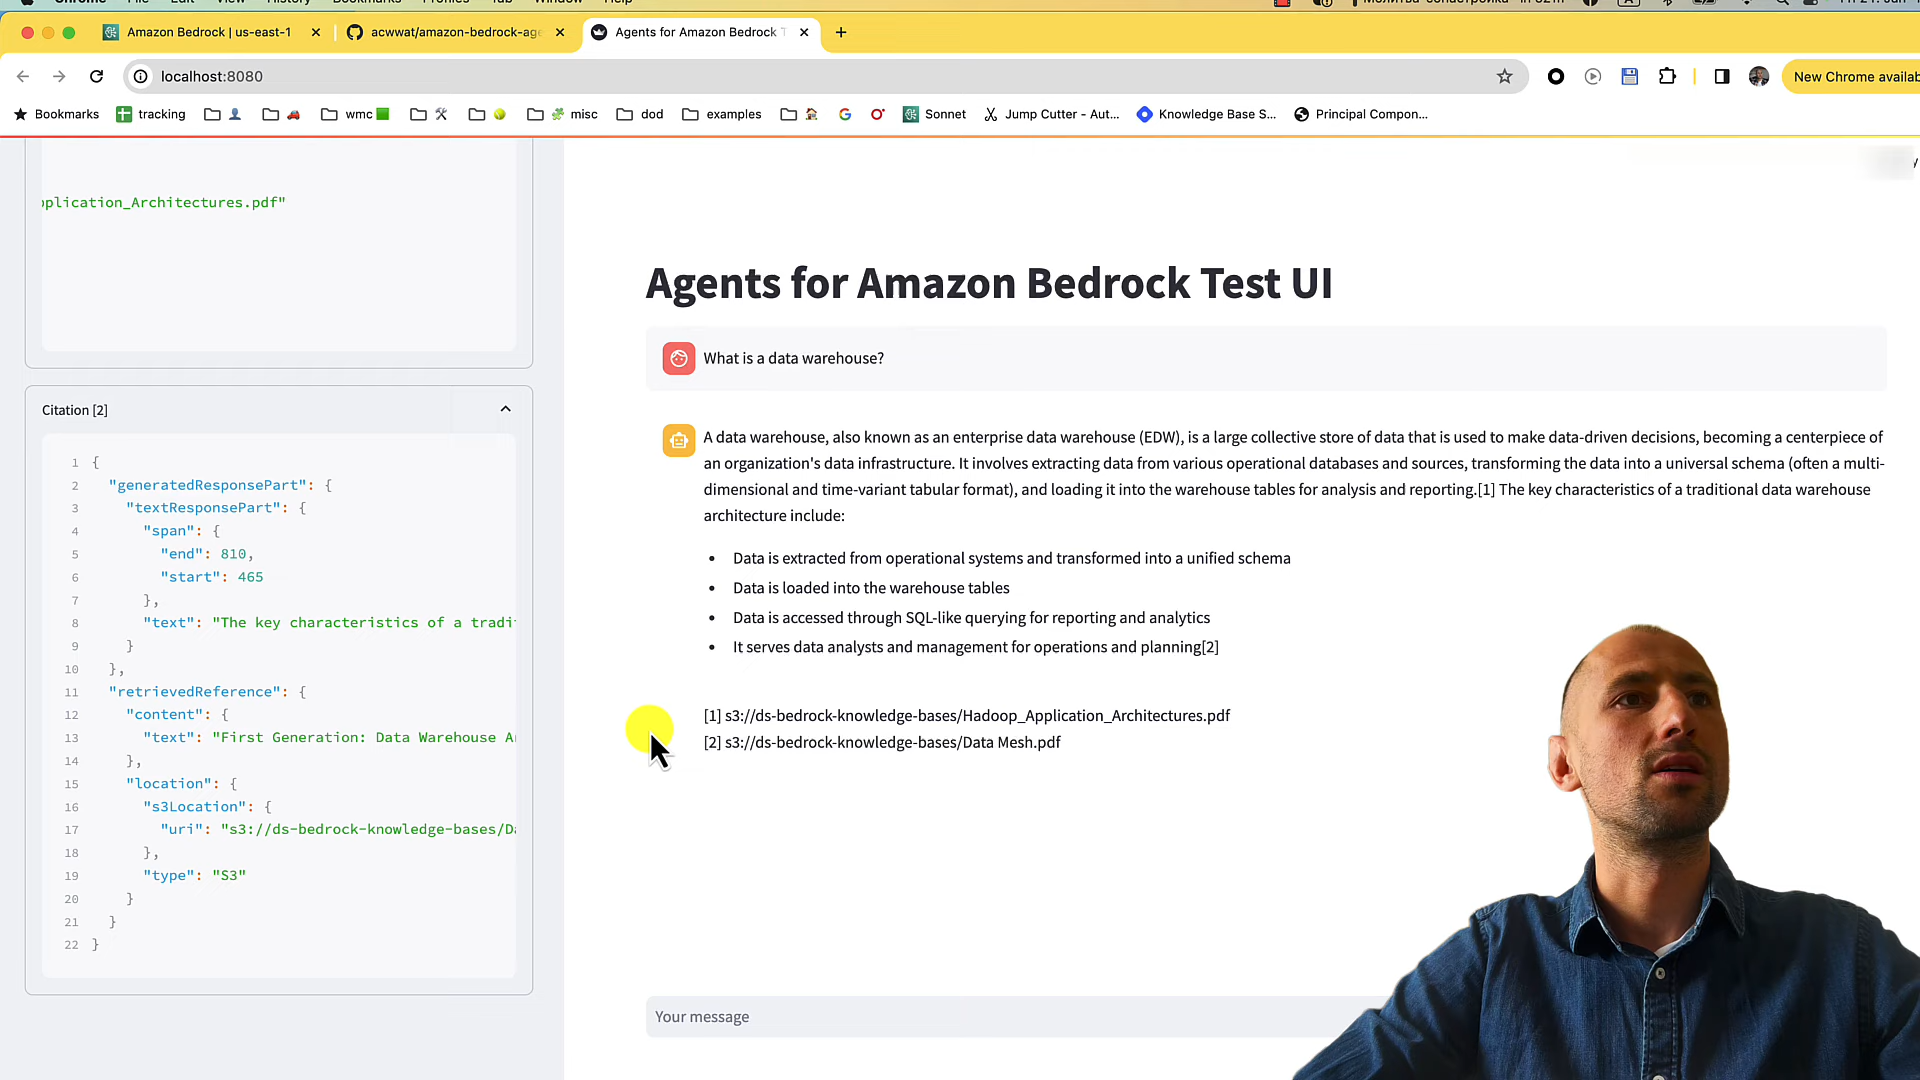 Amazon Bedrock | us-east-1
acwwat/amazon-bedrock-age
Agents for Amazon Bedrock T
localhost:8080
New Chrome availab
Bookmarks
tracking
wmc
misc
dod
examples
Sonnet
Jump Cutter - Aut...
Knowledge Base S...
Principal Compon...
pplication_Architectures.pdf"
Citation [2]
1 {
2 "generatedResponsePart": {
3 "textResponsePart": {
4 "span": {
5 "end": 810,
6 "start": 465
7 },
8 "text": "The key characteristics of a tradi
9 }
10 },
11 "retrievedReference": {
12 "content": {
13 "text": "First Generation: Data Warehouse A
14 },
15 "location": {
16 "s3Location": {
17 "uri": "s3://ds-bedrock-knowledge-bases/Da
18 },
19 "type": "S3"
20 }
21 }
22 }
Agents for Amazon Bedrock Test UI
What is a data warehouse?
A data warehouse, also known as an enterprise data warehouse (EDW), is a large collective store of data that is used to make data-driven decisions, becoming a centerpiece of
an organization's data infrastructure. It involves extracting data from various operational databases and sources, transforming the data into a universal schema (often a multi-
dimensional and time-variant tabular format), and loading it into the warehouse tables for analysis and reporting.[1] The key characteristics of a traditional data warehouse
architecture include:
• Data is extracted from operational systems and transformed into a unified schema
• Data is loaded into the warehouse tables
• Data is accessed through SQL-like querying for reporting and analytics
• It serves data analysts and management for operations and planning[2]
[1] s3://ds-bedrock-knowledge-bases/Hadoop_Application_Architectures.pdf
[2] s3://ds-bedrock-knowledge-bases/Data Mesh.pdf
Your message